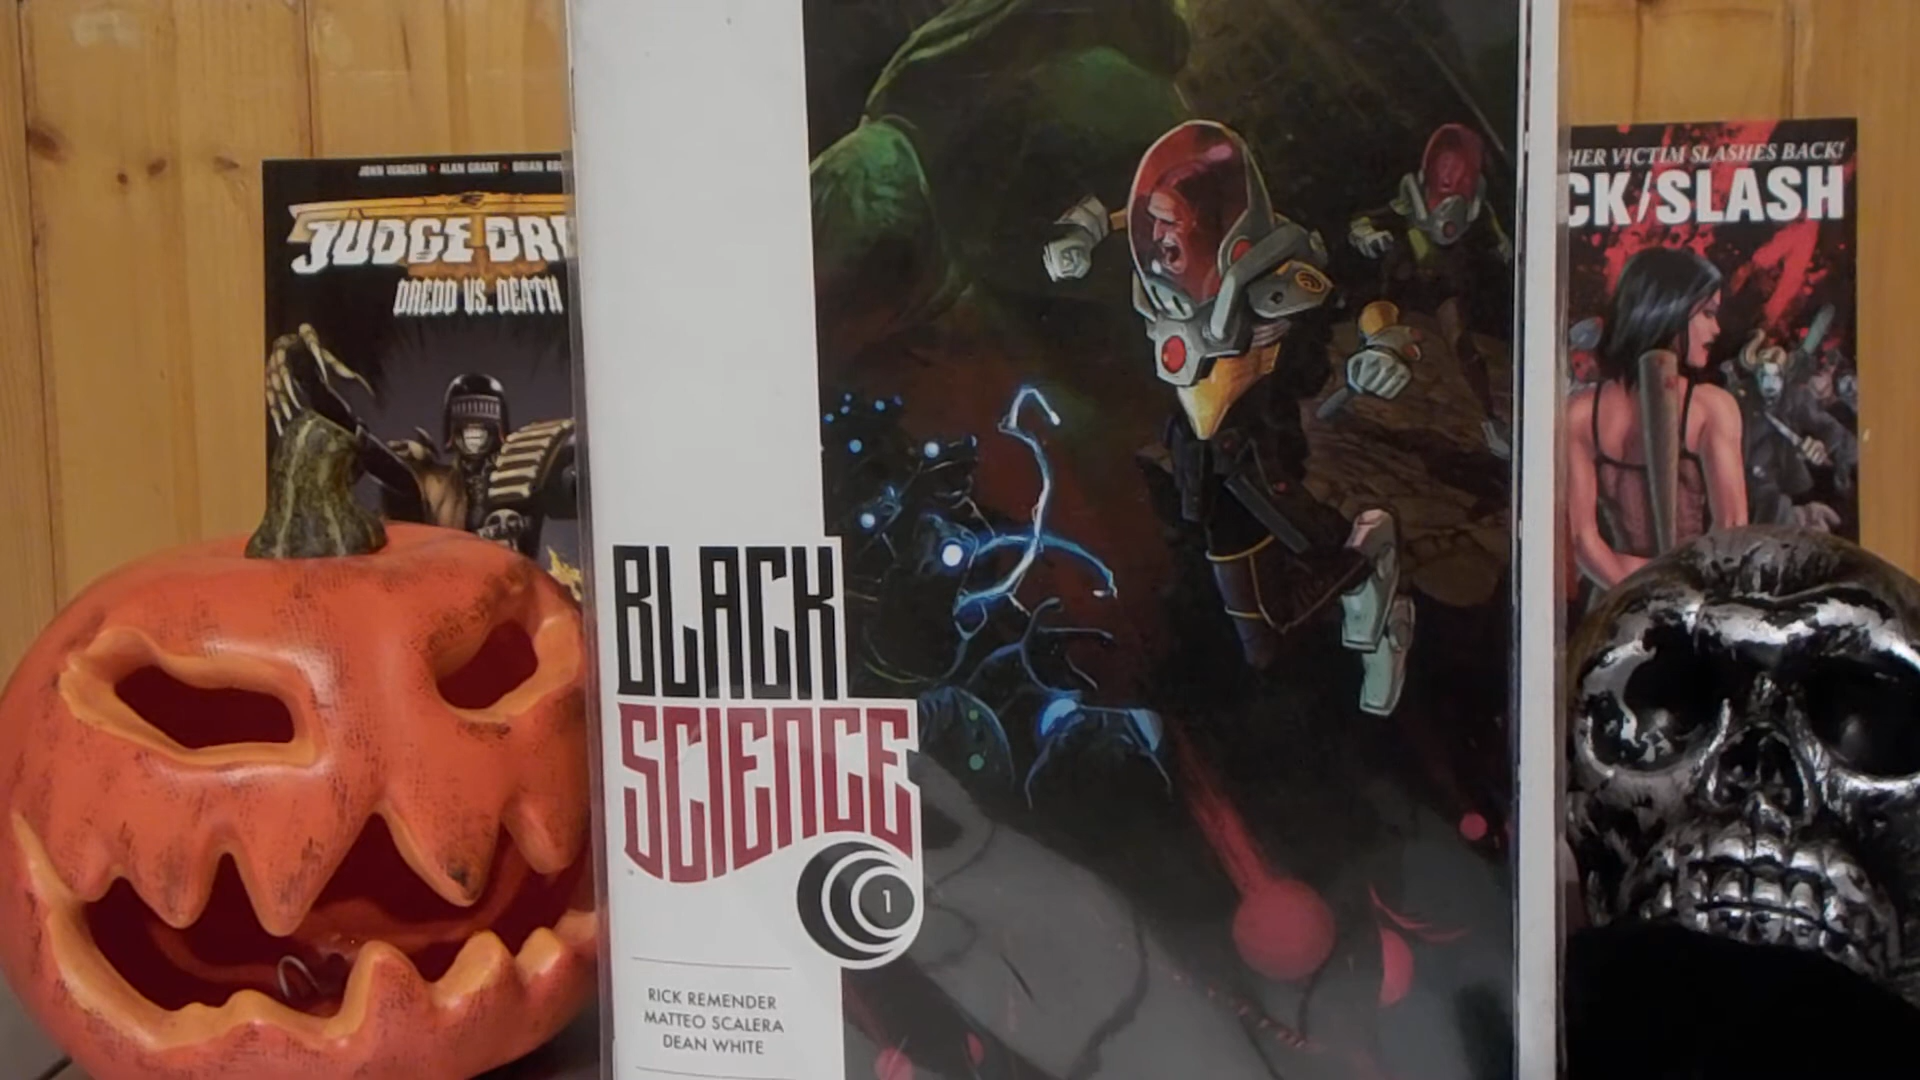 JOHN WAGNER • ALAN GRANT • BRIAN
JUDGE
DREDD VS. DEATH
BLACK
SCIENCE
1
RICK REMENDER
MATTEO SCALERA
DEAN WHITE
HER VICTIM SLASHES BACK!
CK/SLASH